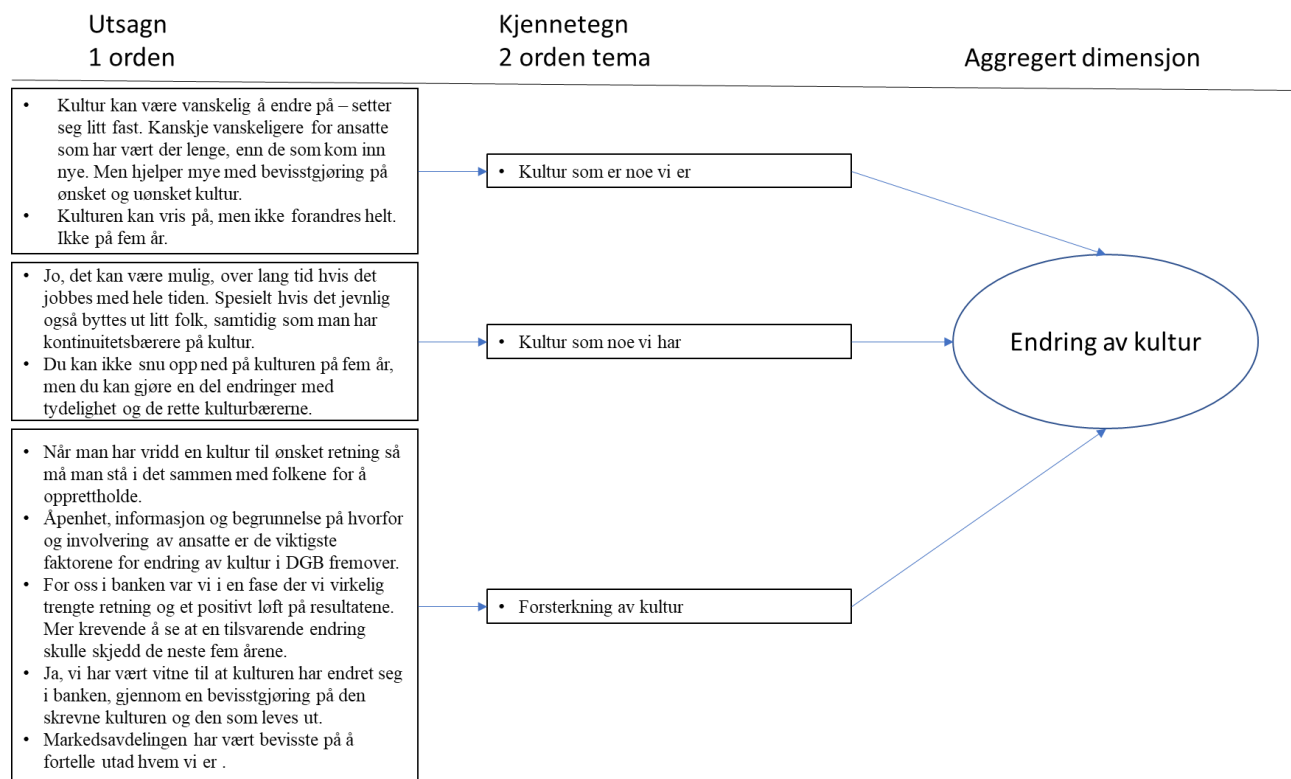 Utsagn
1 orden
Kjennetegn
2 orden tema
Aggregert dimensjon
• Kultur kan være vanskelig å endre på – setter
seg litt fast. Kanskje vanskeligere for ansatte
som har vært der lenge, enn de som kom inn
nye. Men hjelper mye med bevisstgjøring på
ønsket og uønsket kultur.
• Kulturen kan vris på, men ikke forandres helt.
Ikke på fem år.
• Kultur som er noe vi er
• Jo, det kan være mulig, over lang tid hvis det
jobbes med hele tiden. Spesielt hvis det jevnlig
også byttes ut litt folk, samtidig som man har
kontinuitetsbærere på kultur.
• Du kan ikke snu opp ned på kulturen på fem år,
men du kan gjøre en del endringer med
tydelighet og de rette kulturbærerne.
• Kultur som noe vi har
Endring av kultur
• Når man har vridd en kultur til ønsket retning så
må man stå i det sammen med folkene for å
opprettholde.
• Åpenhet, informasjon og begrunnelse på hvorfor
og involvering av ansatte er de viktigste
faktorene for endring av kultur i DGB fremover.
• For oss i banken var vi i en fase der vi virkelig
trengte retning og et positivt løft på resultatene.
Mer krevende å se at en tilsvarende endring
skulle skjedd de neste fem årene.
• Ja, vi har vært vitne til at kulturen har endret seg
i banken, gjennom en bevisstgjøring på den
skrevne kulturen og den som leves ut.
• Markedsavdelingen har vært bevisste på å
fortelle utad hvem vi er .
• Forsterkning av kultur